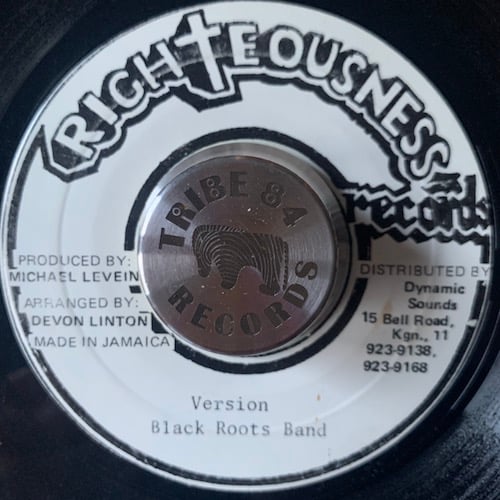 RIGHTEOUSNESS
records
TRIBE 84
RECORDS
PRODUCED BY:
MICHAEL LEVEIN
ARRANGED BY:
DEVON LINTON
MADE IN JAMAICA
DISTRIBUTED BY
Dynamic
Sounds
15 Bell Road,
Kgn., 11
923-9138,
923-9168
Version
Black Roots Band